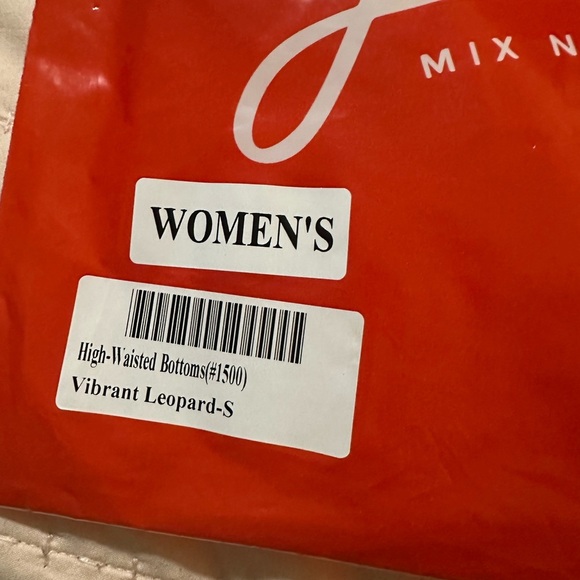 MIX N
WOMEN'S
High-Waisted Bottoms(#1500)
Vibrant Leopard-S